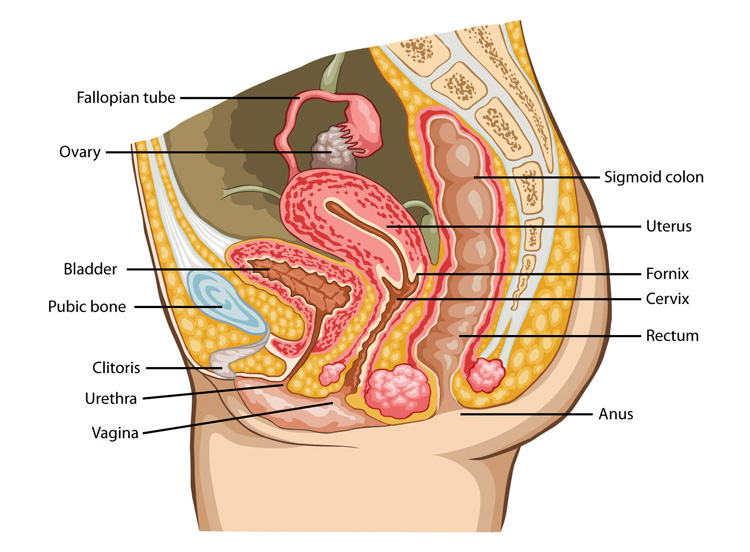 Fallopian tube
Ovary
Bladder
Pubic bone
Clitoris
Urethra
Vagina
Sigmoid colon
Uterus
Fornix
Cervix
Rectum
Anus